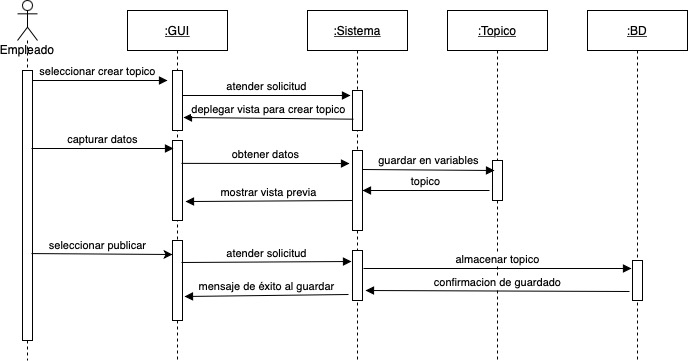 :GUI
:Sistema
:Topico
:BD
Empleado
seleccionar crear topico
atender solicitud
deplegar vista para crear topico
capturar datos
obtener datos
guardar en variables
topico
mostrar vista previa
seleccionar publicar
atender solicitud
almacenar topico
confirmacion de guardado
mensaje de éxito al guardar